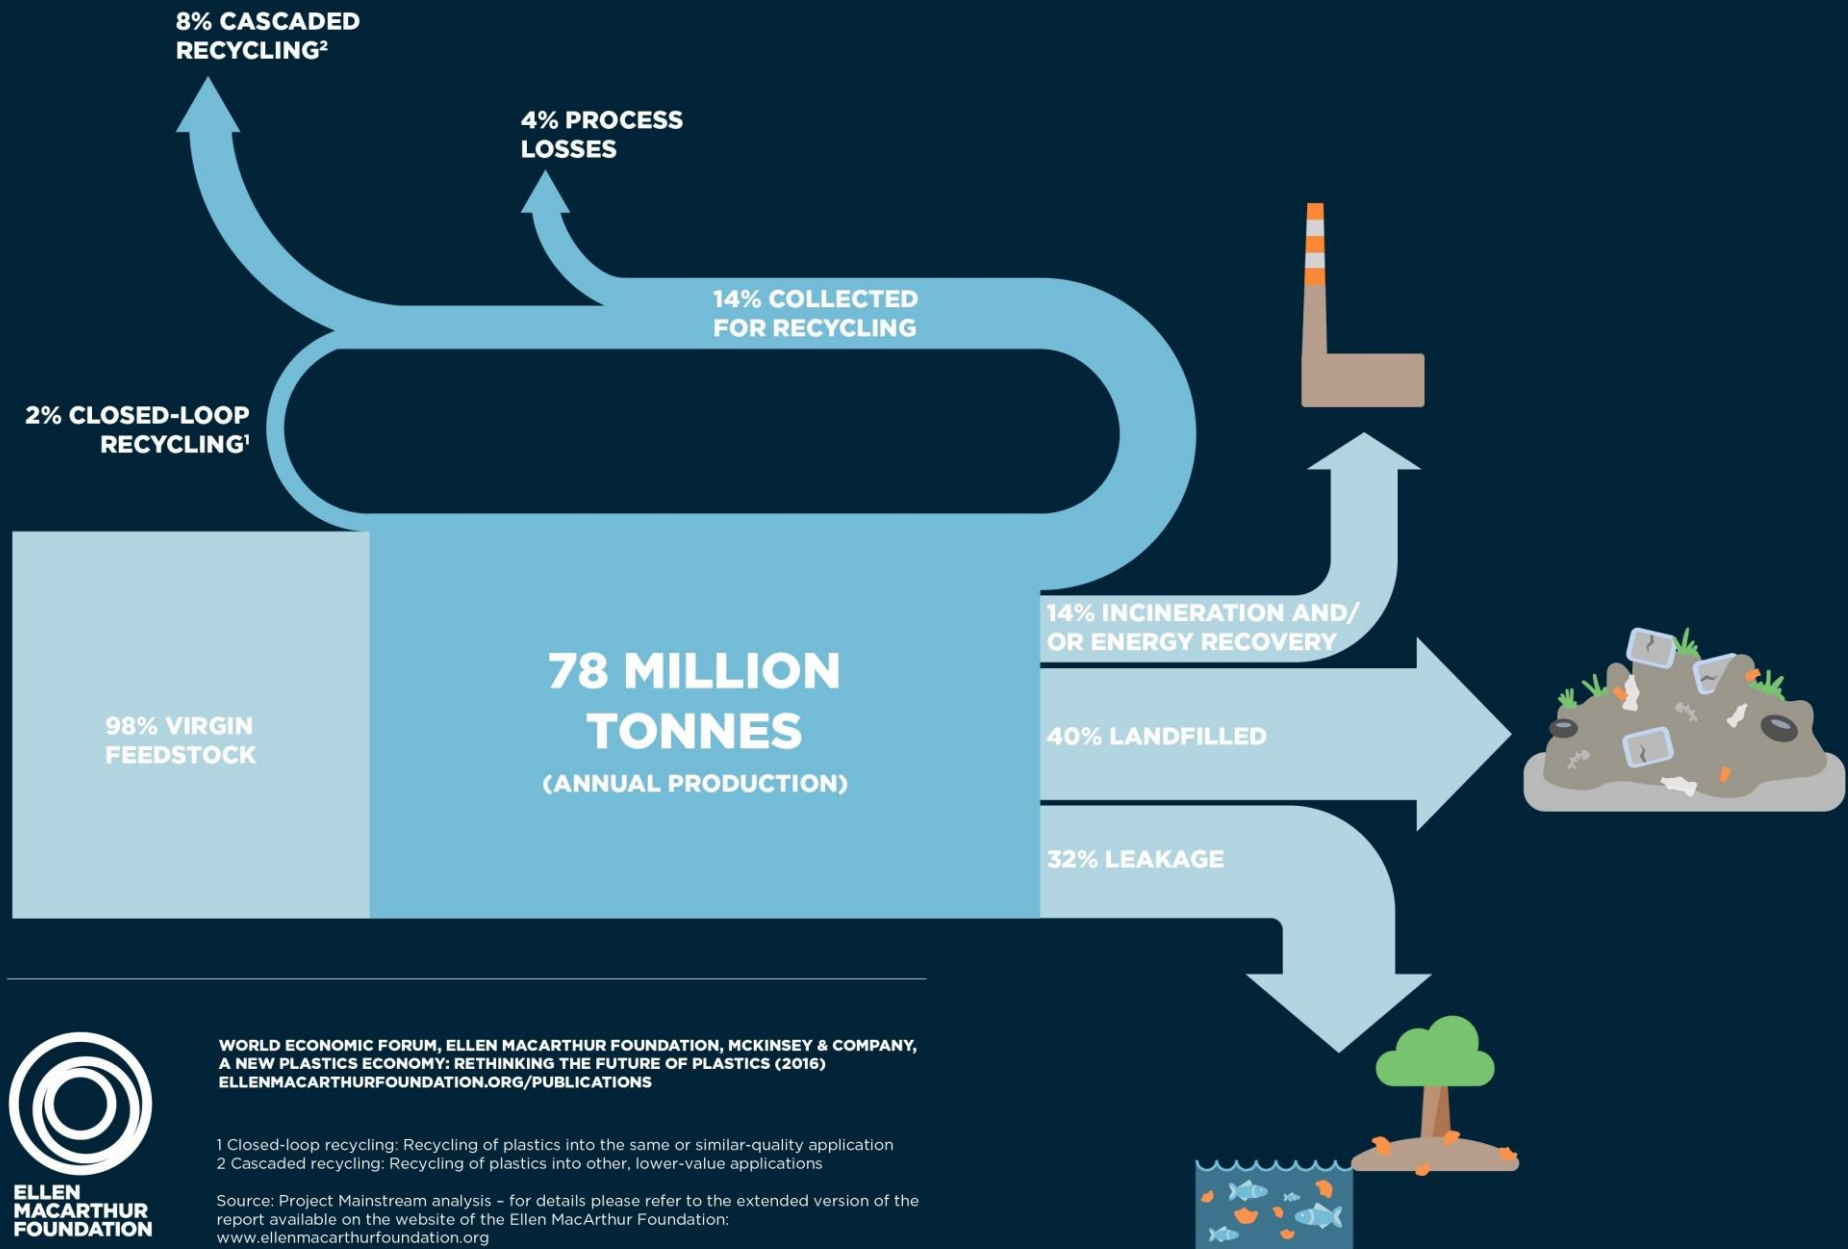 8% CASCADED
RECYCLING²
4% PROCESS
LOSSES
14% COLLECTED
FOR RECYCLING
2% CLOSED-LOOP
RECYCLING¹
98% VIRGIN
FEEDSTOCK
78 MILLION
TONNES
(ANNUAL PRODUCTION)
14% INCINERATION AND/
OR ENERGY RECOVERY
40% LANDFILLED
32% LEAKAGE
ELLEN
MACARTHUR
FOUNDATION
WORLD ECONOMIC FORUM, ELLEN MACARTHUR FOUNDATION, MCKINSEY & COMPANY,
A NEW PLASTICS ECONOMY: RETHINKING THE FUTURE OF PLASTICS (2016)
ELLENMACARTHURFOUNDATION.ORG/PUBLICATIONS
1 Closed-loop recycling: Recycling of plastics into the same or similar-quality application
2 Cascaded recycling: Recycling of plastics into other, lower-value applications
Source: Project Mainstream analysis – for details please refer to the extended version of the
report available on the website of the Ellen MacArthur Foundation:
www.ellenmacarthurfoundation.org